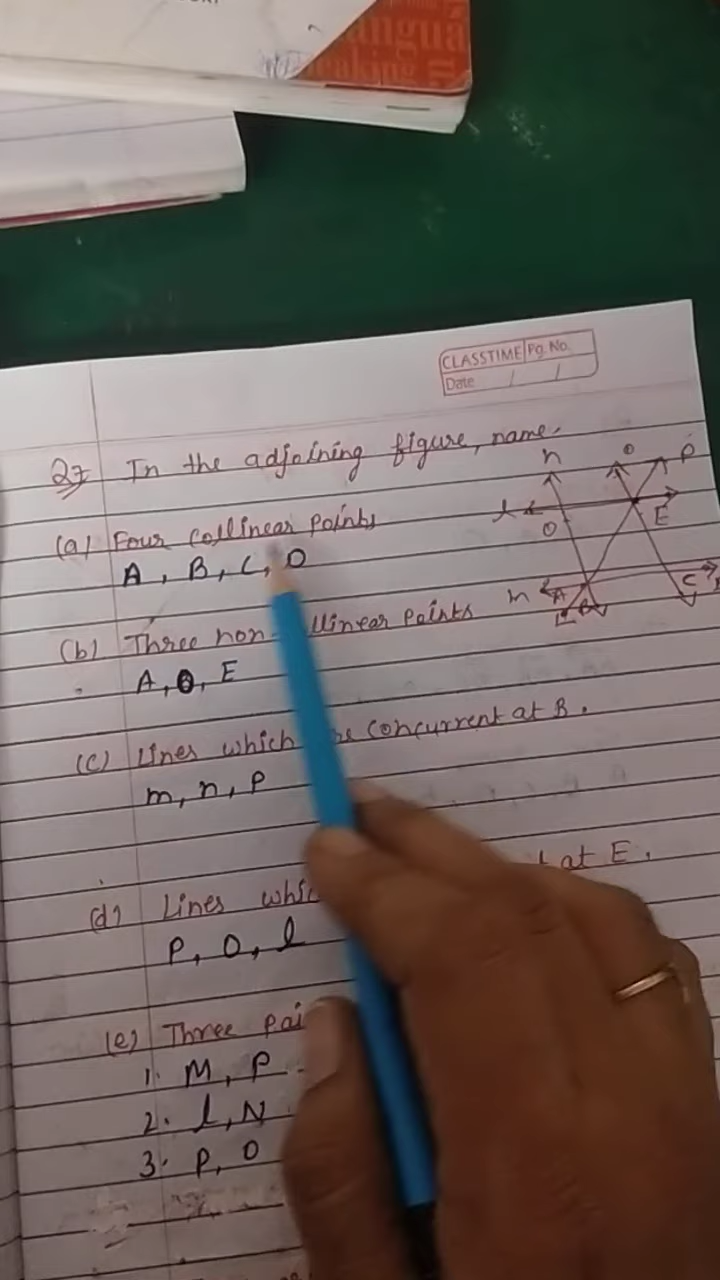 CLASSTIME Pg. No.
Date / /
Q7 In the adjoining figure, name.
(a) Four collinear points
A, B, C, D
(b) Three non llinear points
A, O, E
(c) Lines which re concurrent at B.
m, n, p
(d) Lines whic at E.
P, O, l
(e) Three pai
1. M, P
2. l, N
3. P, O
n
o
P
l
E
O
m
A
B
C